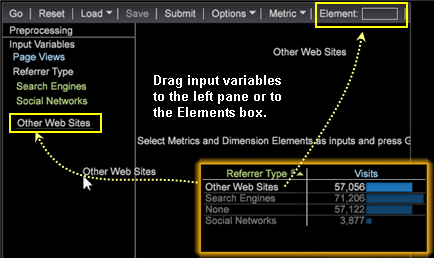 Go Reset Load Save Submit Options Metric Element:
Preprocessing
Input Variables
Page Views
Referrer Type
Search Engines
Social Networks
Other Web Sites
Other Web Sites
Drag input variables
to the left pane or to
the Elements box.
Select Metrics and Dimension Elements as inputs and press G
Other Web Sites
Referrer Type Visits
Other Web Sites 57,056
Search Engines 71,206
None 57,122
Social Networks 3,877